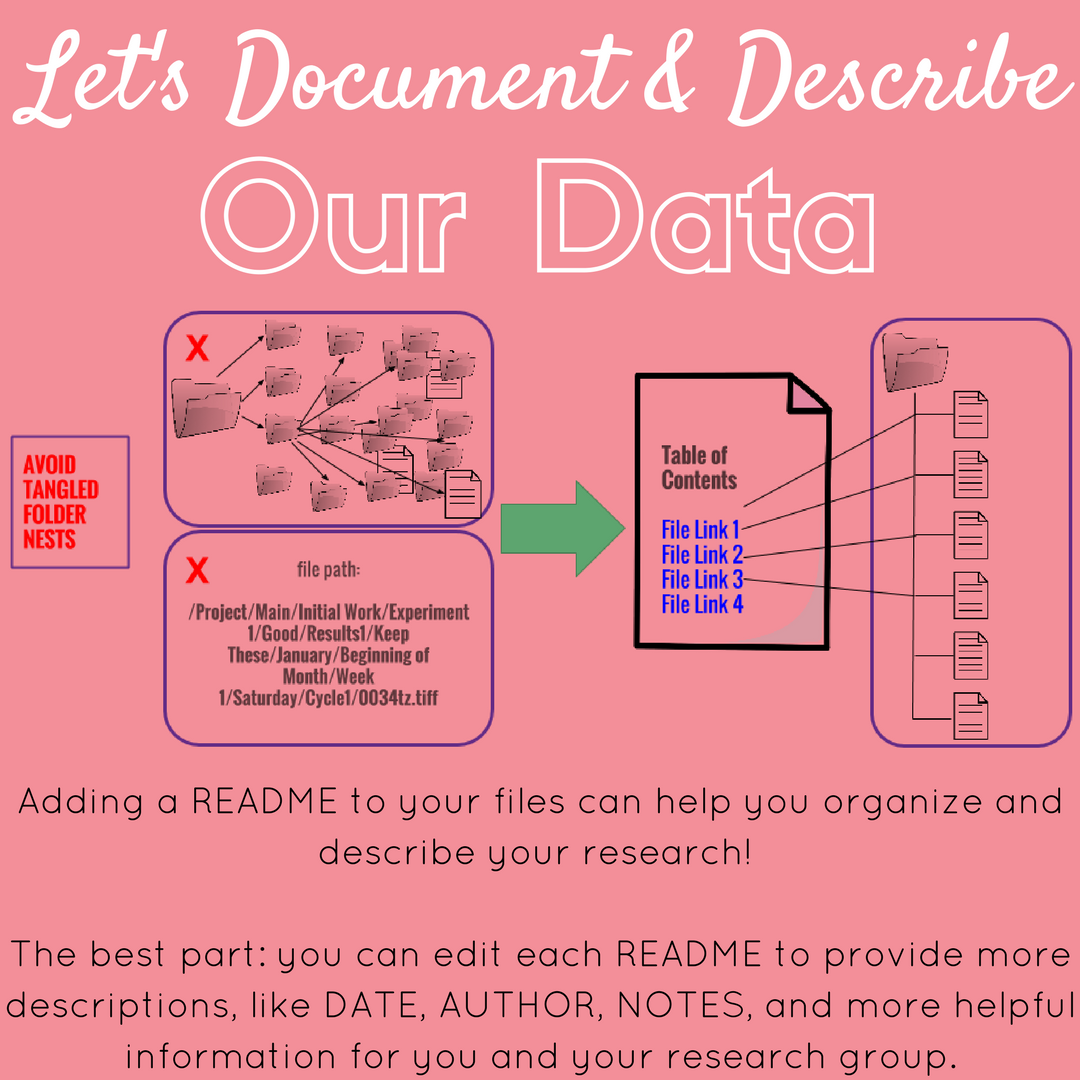 Let's Document & Describe
Our Data
AVOID
TANGLED
FOLDER
NESTS
X
X
file path:
/Project/Main/Initial Work/Experiment
1/Good/Results1/Keep
These/January/Beginning of
Month/Week
1/Saturday/Cycle1/0034tz.tiff
Table of
Contents
File Link 1
File Link 2
File Link 3
File Link 4
Adding a README to your files can help you organize and
describe your research!
The best part: you can edit each README to provide more
descriptions, like DATE, AUTHOR, NOTES, and more helpful
information for you and your research group.